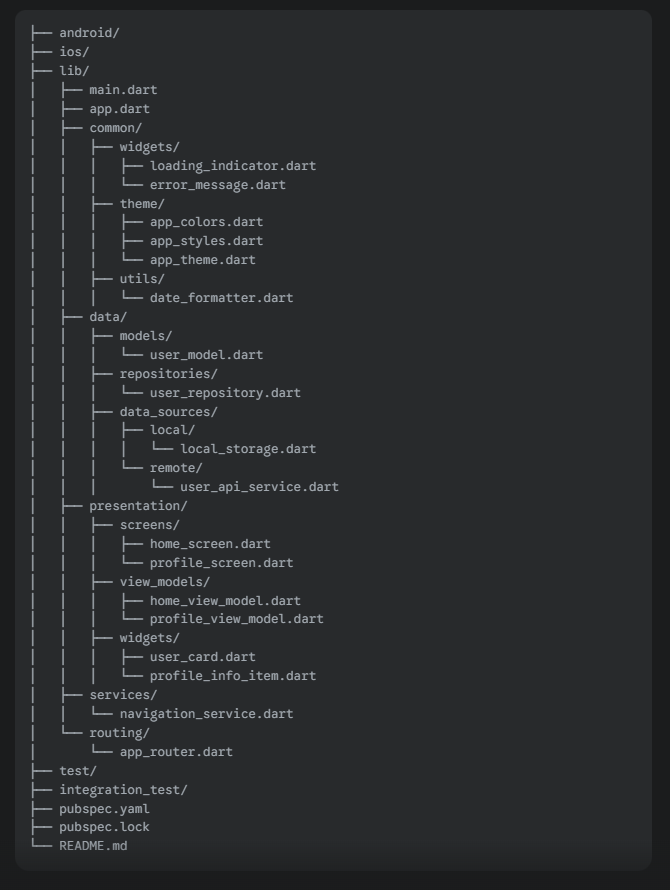 ├── android/
├── ios/
├── lib/
│   ├── main.dart
│   ├── app.dart
│   ├── common/
│   │   ├── widgets/
│   │   │   ├── loading_indicator.dart
│   │   │   └── error_message.dart
│   │   ├── theme/
│   │   │   ├── app_colors.dart
│   │   │   ├── app_styles.dart
│   │   │   └── app_theme.dart
│   │   ├── utils/
│   │   │   └── date_formatter.dart
│   ├── data/
│   │   ├── models/
│   │   │   └── user_model.dart
│   │   ├── repositories/
│   │   │   └── user_repository.dart
│   │   ├── data_sources/
│   │   │   ├── local/
│   │   │   │   └── local_storage.dart
│   │   │   └── remote/
│   │   │       └── user_api_service.dart
│   ├── presentation/
│   │   ├── screens/
│   │   │   ├── home_screen.dart
│   │   │   └── profile_screen.dart
│   │   ├── view_models/
│   │   │   ├── home_view_model.dart
│   │   │   └── profile_view_model.dart
│   │   ├── widgets/
│   │   │   ├── user_card.dart
│   │   │   └── profile_info_item.dart
│   ├── services/
│   │   └── navigation_service.dart
│   └── routing/
│       └── app_router.dart
├── test/
├── integration_test/
├── pubspec.yaml
├── pubspec.lock
└── README.md